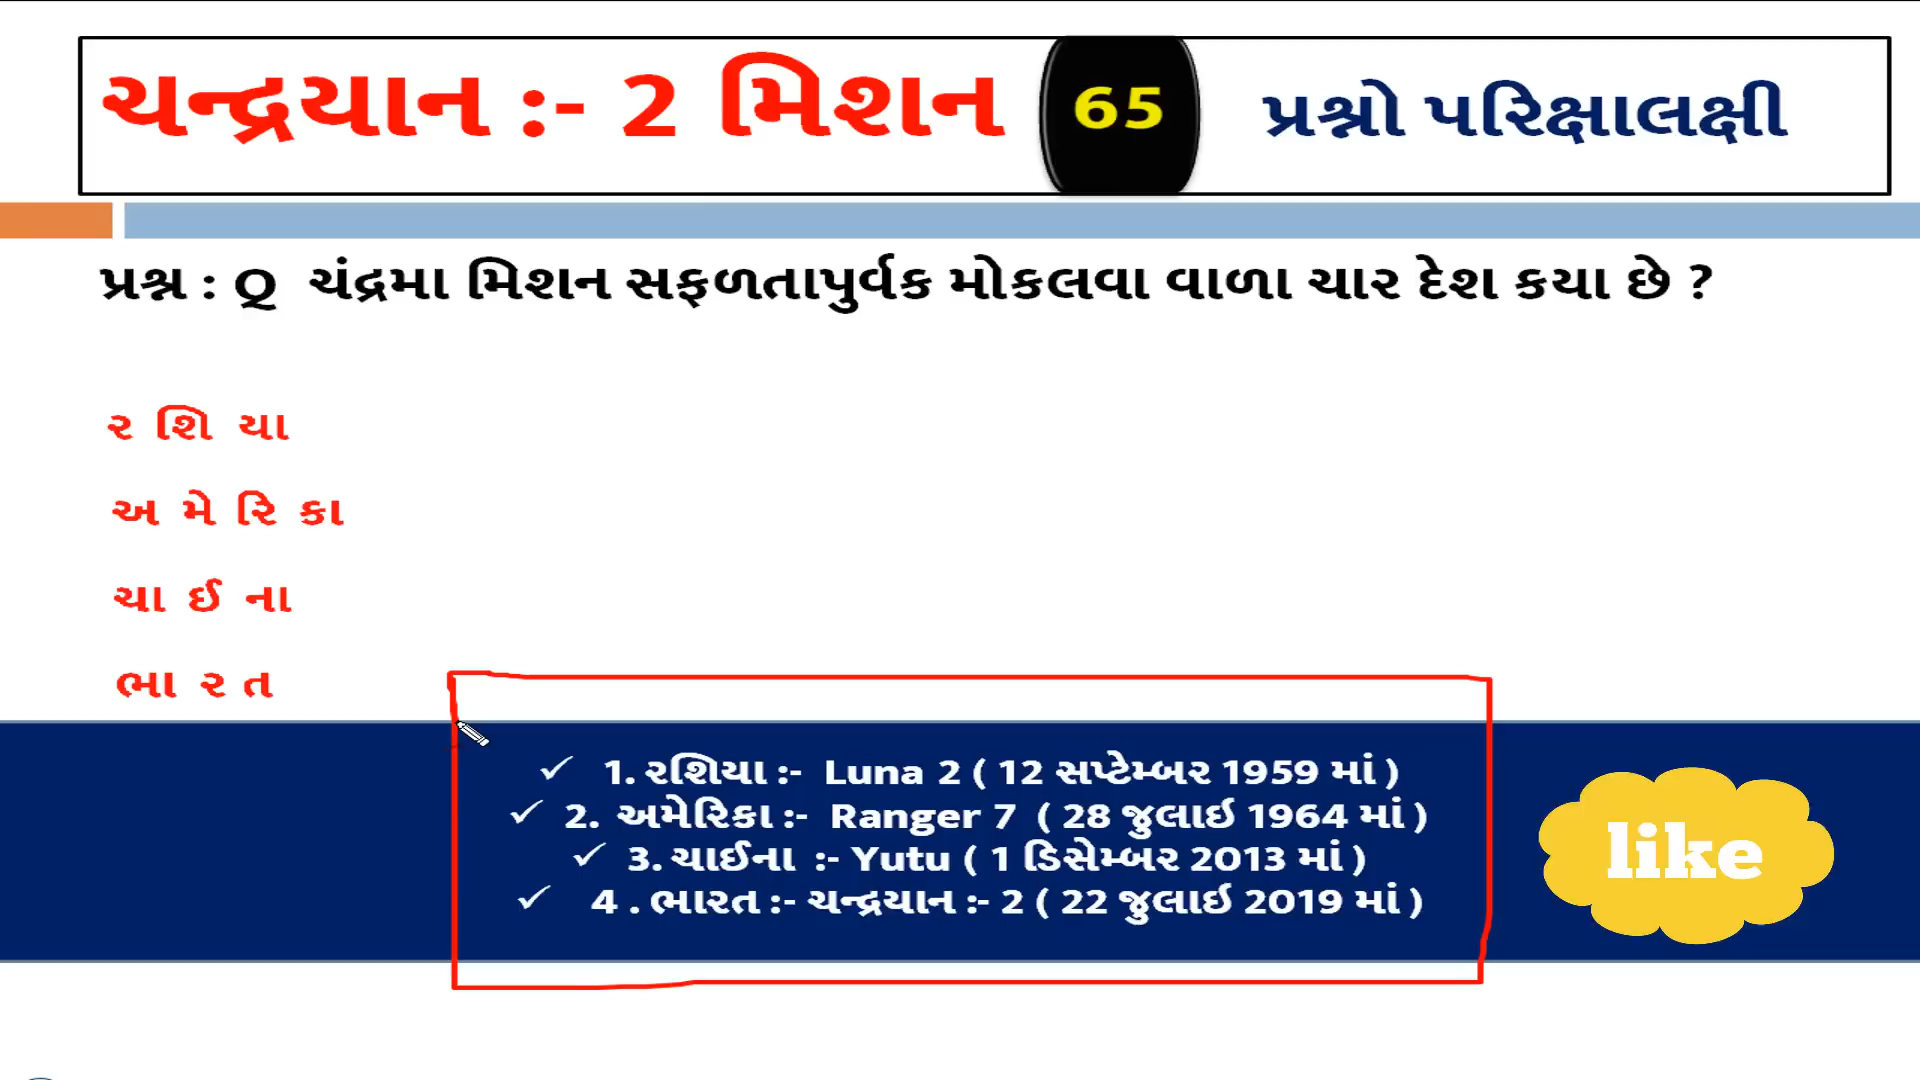 ચન્દ્રયાન :- 2 મિશન 65 પ્રશ્નો પરિક્ષાલક્ષી
પ્રશ્ન : Q ચંદ્રમા મિશન સફળતાપુર્વક મોકલવા વાળા ચાર દેશ કયા છે ?
ર શિ યા
અ મે રિ કા
ચા ઈ ના
ભા ર ત
✓ 1. રશિયા :- Luna 2 ( 12 સપ્ટેમ્બર 1959 માં )
✓ 2. અમેરિકા :- Ranger 7 ( 28 જુલાઇ 1964 માં )
✓ 3. ચાઈના :- Yutu ( 1 ડિસેમ્બર 2013 માં )
✓ 4 . ભારત :- ચન્દ્રયાન :- 2 ( 22 જુલાઇ 2019 માં )
like